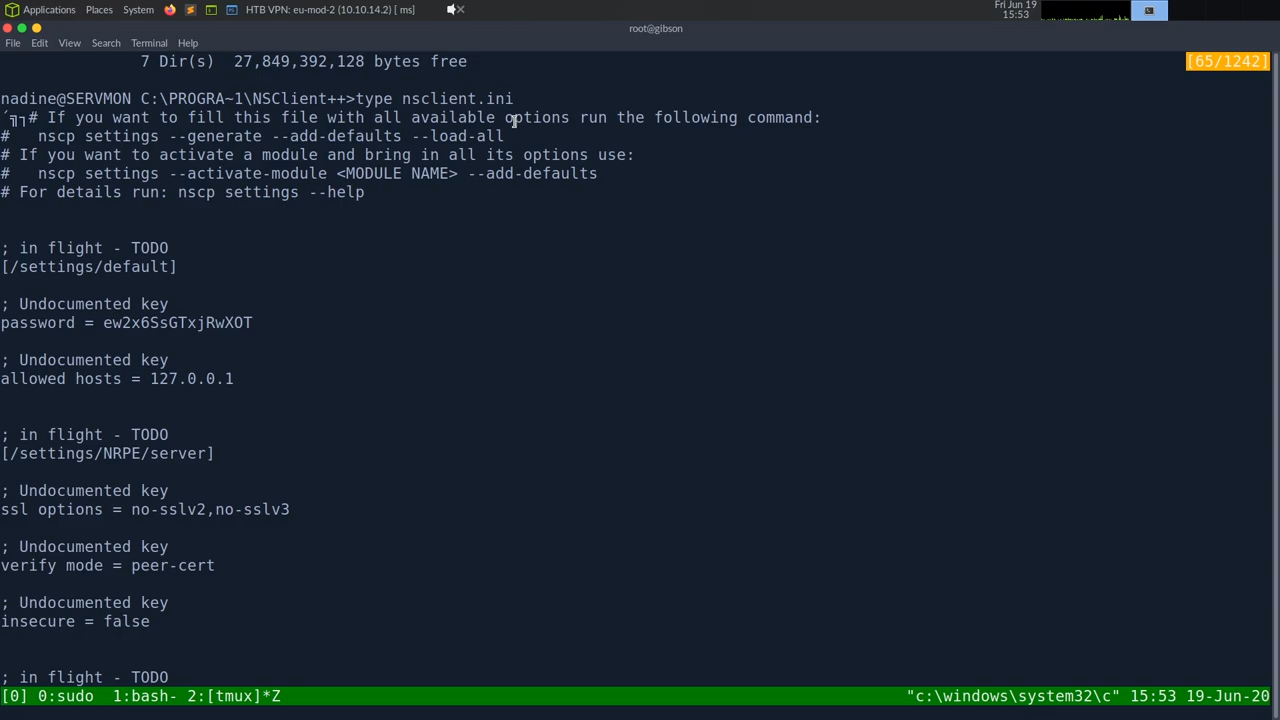 Applications Places System HTB VPN: eu-mod-2 (10.10.14.2) [ ms]
Fri Jun 19
15:53
root@gibson
File Edit View Search Terminal Help
7 Dir(s) 27,849,392,128 bytes free
[65/1242]
nadine@SERVMON C:\PROGRA~1\NSClient++>type nsclient.ini
´╗┐# If you want to fill this file with all available options run the following command:
# nscp settings --generate --add-defaults --load-all
# If you want to activate a module and bring in all its options use:
# nscp settings --activate-module <MODULE NAME> --add-defaults
# For details run: nscp settings --help
; in flight - TODO
[/settings/default]
; Undocumented key
password = ew2x6SsGTxjRwXOT
; Undocumented key
allowed hosts = 127.0.0.1
; in flight - TODO
[/settings/NRPE/server]
; Undocumented key
ssl options = no-sslv2,no-sslv3
; Undocumented key
verify mode = peer-cert
; Undocumented key
insecure = false
; in flight - TODO
[0] 0:sudo 1:bash- 2:[tmux]*Z "c:\windows\system32\c" 15:53 19-Jun-20